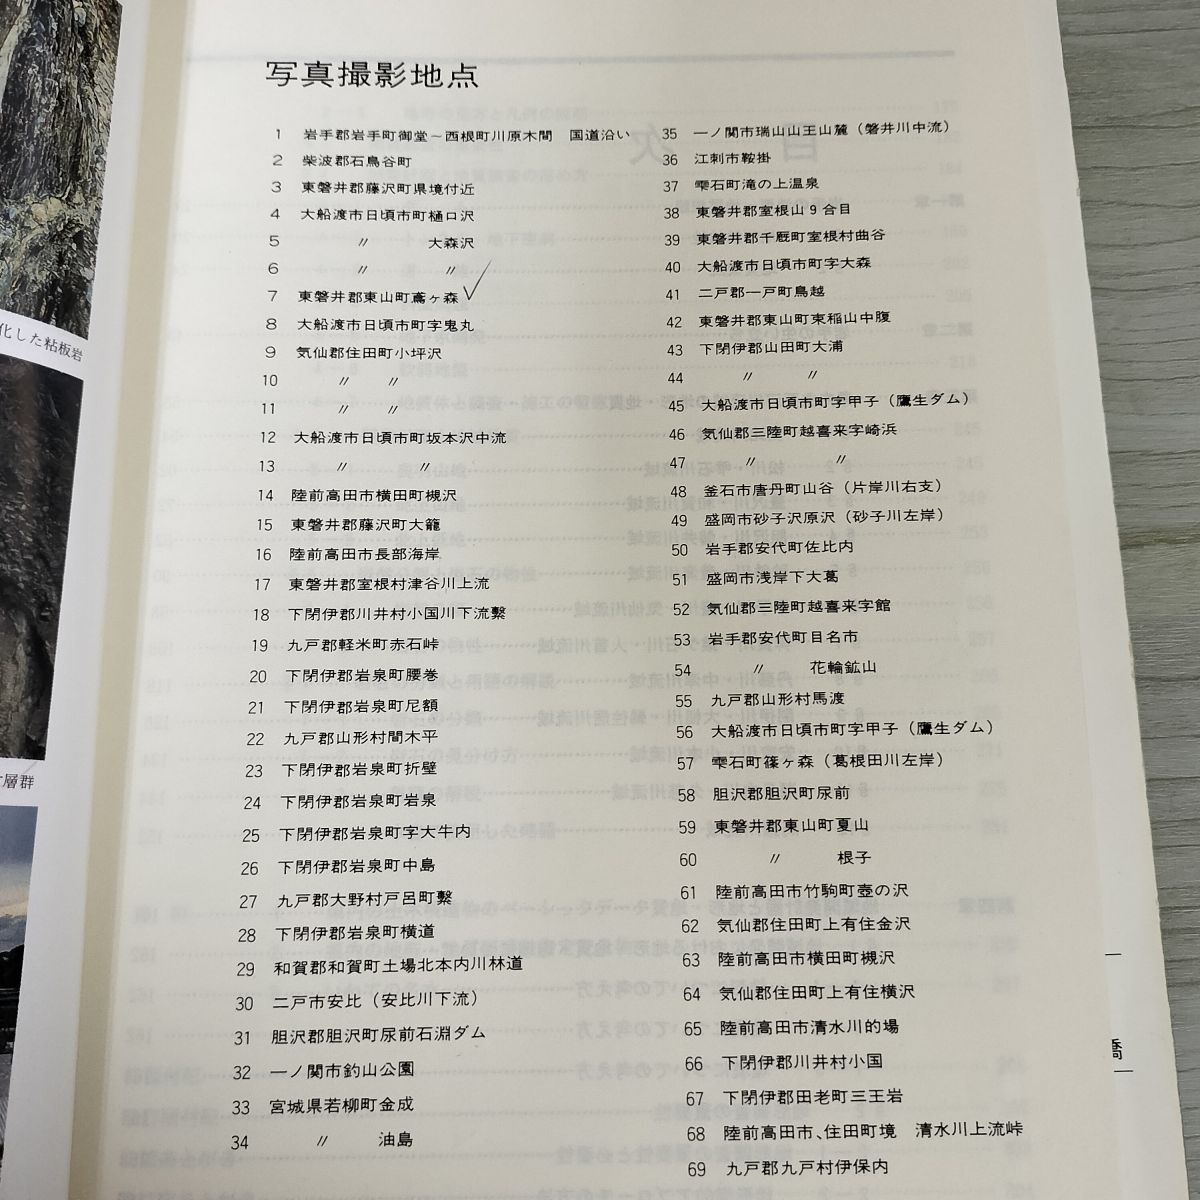 写真撮影地点
1 岩手郡岩手町御堂～西根町川原木間 国道沿い
2 柴波郡石鳥谷町
3 東磐井郡藤沢町県境付近
4 大船渡市日頃市町樋口沢
5 〃 大森沢
6 〃 〃
7 東磐井郡東山町鳶ヶ森
8 大船渡市日頃市町字鬼丸
9 気仙郡住田町小坪沢
10 〃 〃
11 〃 〃
12 大船渡市日頃市町坂本沢中流
13 〃 〃
14 陸前高田市横田町槻沢
15 東磐井郡藤沢町大籠
16 陸前高田市長部海岸
17 東磐井郡室根村津谷川上流
18 下閉伊郡川井村小国川下流繋
19 九戸郡軽米町赤石峠
20 下閉伊郡岩泉町腰巻
21 下閉伊郡岩泉町尼額
22 九戸郡山形村間木平
23 下閉伊郡岩泉町折壁
24 下閉伊郡岩泉町岩泉
25 下閉伊郡岩泉町字大牛内
26 下閉伊郡岩泉町中島
27 九戸郡大野村戸呂町繋
28 下閉伊郡岩泉町横道
29 和賀郡和賀町土場北本内川林道
30 二戸市安比（安比川下流）
31 胆沢郡胆沢町尿前石淵ダム
32 一ノ関市釣山公園
33 宮城県若柳町金成
34 〃 油島
35 一ノ関市瑞山山王山麓（磐井川中流）
36 江刺市鞍掛
37 雫石町滝の上温泉
38 東磐井郡室根山9合目
39 東磐井郡千厩町室根村曲谷
40 大船渡市日頃市町字大森
41 二戸郡一戸町鳥越
42 東磐井郡東山町東稲山中腹
43 下閉伊郡山田町大浦
44 〃 〃
45 大船渡市日頃市町字甲子（鷹生ダム）
46 気仙郡三陸町越喜来字崎浜
47 〃 〃
48 釜石市唐丹町山谷（片岸川右支）
49 盛岡市砂子沢原沢（砂子川左岸）
50 岩手郡安代町佐比内
51 盛岡市浅岸下大葛
52 気仙郡三陸町越喜来字館
53 岩手郡安代町目名市
54 〃 花輪鉱山
55 九戸郡山形村馬渡
56 大船渡市日頃市町字甲子（鷹生ダム）
57 雫石町篠ヶ森（葛根田川左岸）
58 胆沢郡胆沢町尿前
59 東磐井郡東山町夏山
60 〃 根子
61 陸前高田市竹駒町壺の沢
62 気仙郡住田町上有住金沢
63 陸前高田市横田町槻沢
64 気仙郡住田町上有住横沢
65 陸前高田市清水川的場
66 下閉伊郡川井村小国
67 下閉伊郡田老町三王岩
68 陸前高田市、住田町境 清水川上流峠
69 九戸郡九戸村伊保内
化した粘板岩
層群
橋